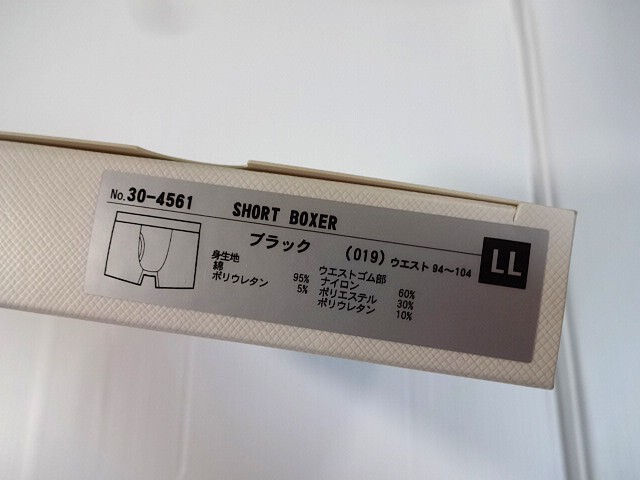 No. 30-4561 SHORT BOXER
ブラック (019) ウエスト 94～104 LL
身生地
綿 95%
ポリウレタン 5%
ウエストゴム部
ナイロン 60%
ポリエステル 30%
ポリウレタン 10%